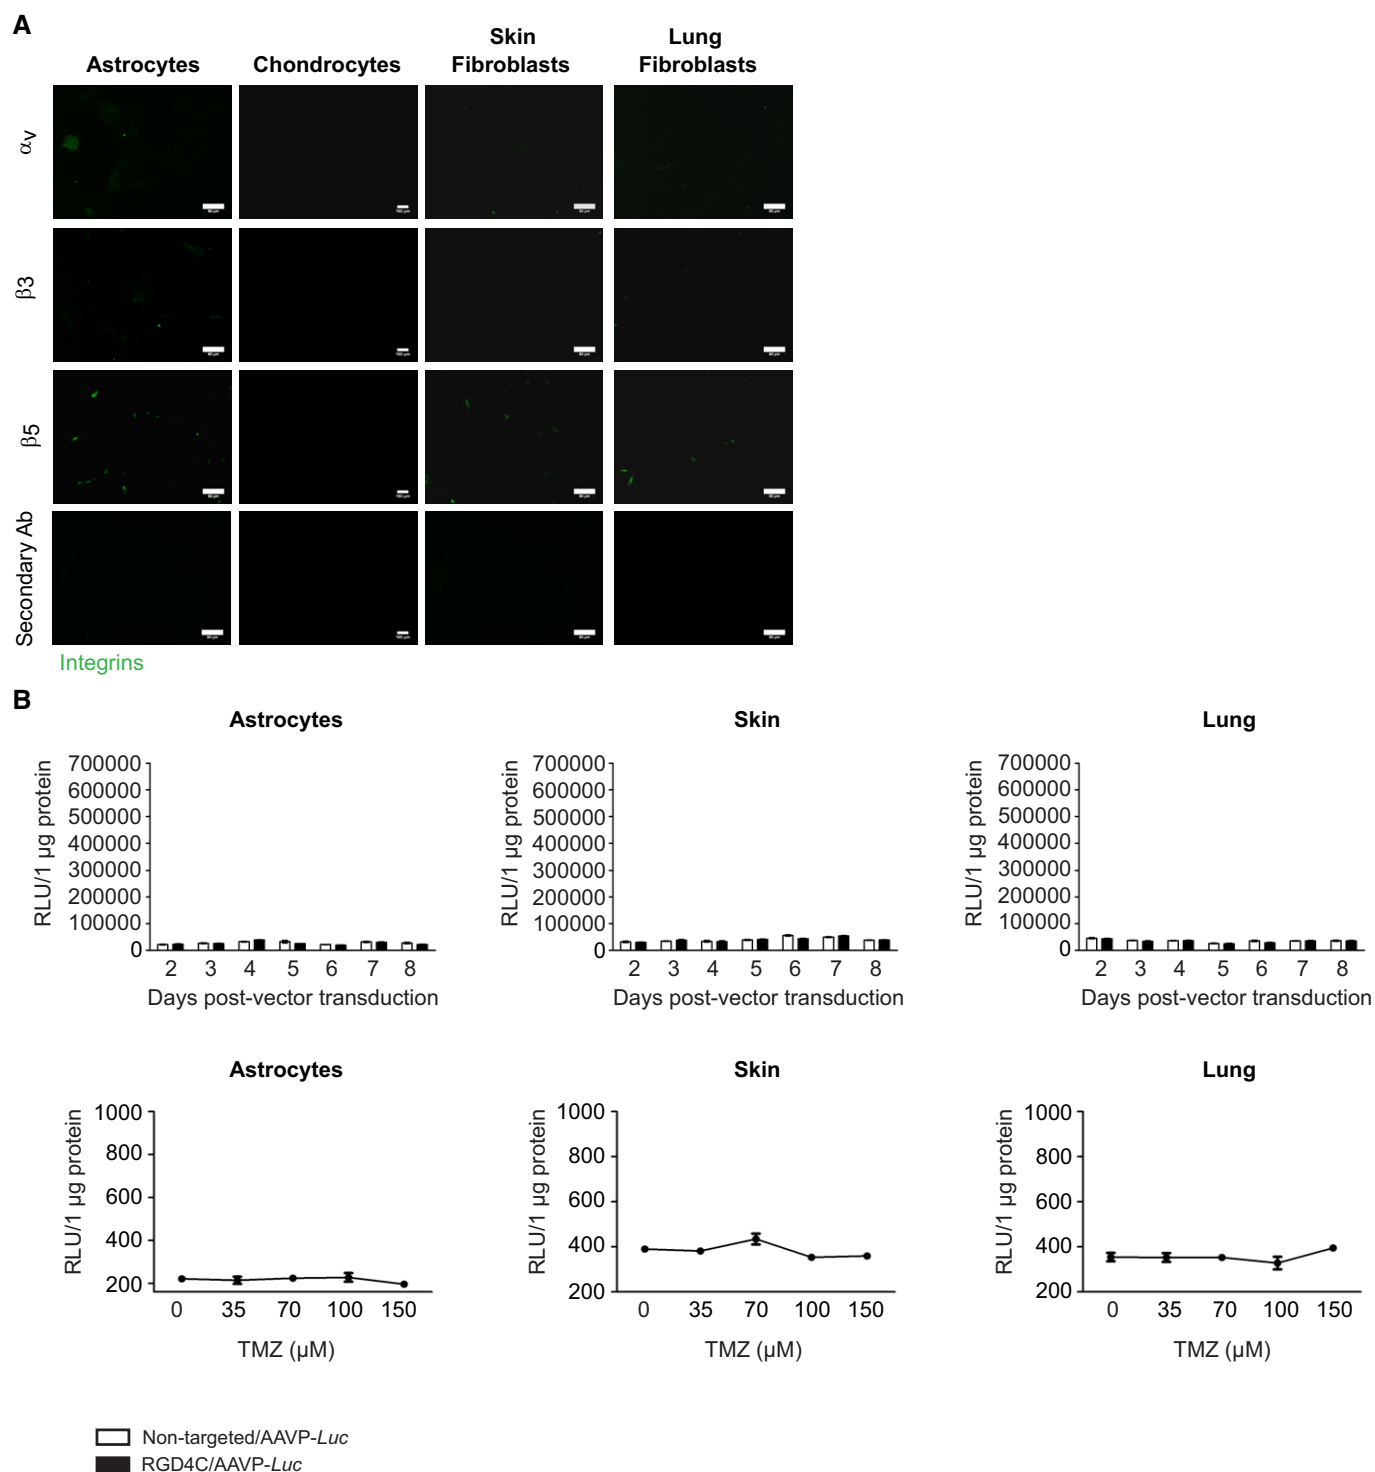 A
Astrocytes
Chondrocytes
Skin
Fibroblasts
Lung
Fibroblasts
αv
β3
β5
Secondary Ab
Integrins
B
Astrocytes
Skin
Lung
RLU/1 µg protein
700000
600000
500000
400000
300000
200000
100000
0
2 3 4 5 6 7 8
Days post-vector transduction
RLU/1 µg protein
700000
600000
500000
400000
300000
200000
100000
0
2 3 4 5 6 7 8
Days post-vector transduction
RLU/1 µg protein
700000
600000
500000
400000
300000
200000
100000
0
2 3 4 5 6 7 8
Days post-vector transduction
Astrocytes
Skin
Lung
RLU/1 µg protein
1000
800
600
400
200
0 35 70 100 150
TMZ (µM)
RLU/1 µg protein
1000
800
600
400
200
0 35 70 100 150
TMZ (µM)
RLU/1 µg protein
1000
800
600
400
200
0 35 70 100 150
TMZ (µM)
Non-targeted/AAVP-Luc
RGD4C/AAVP-Luc